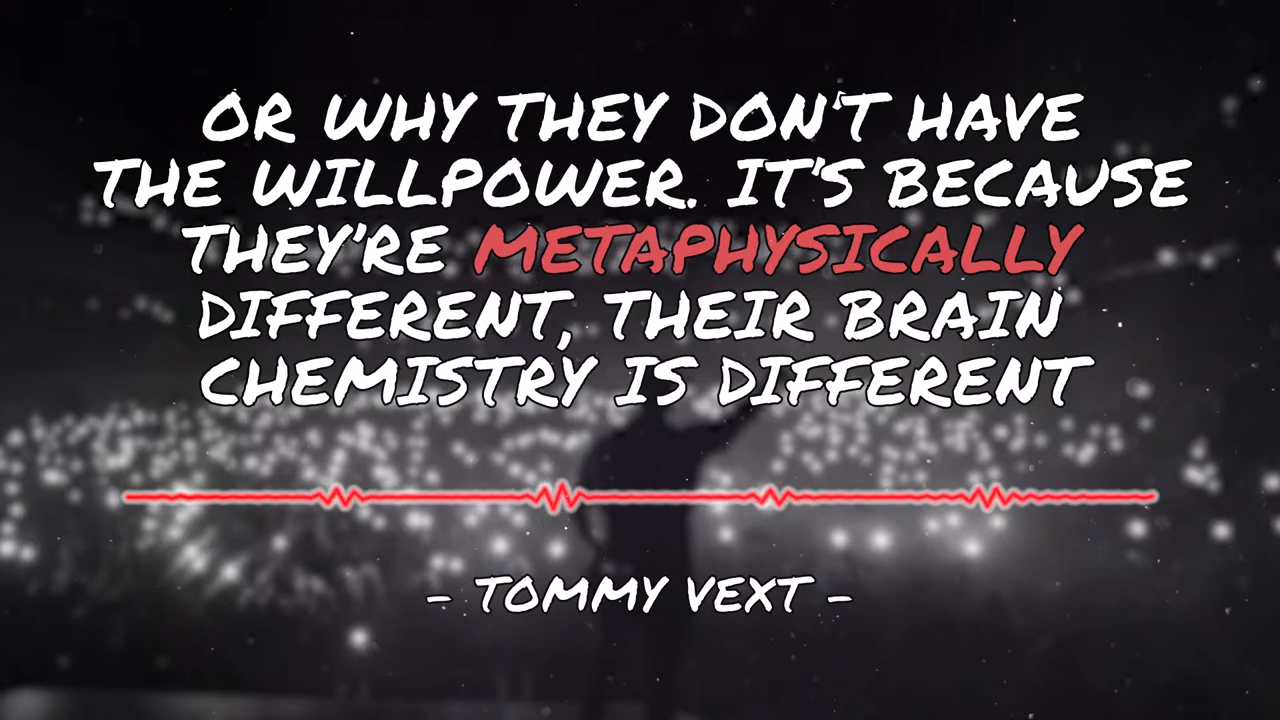 OR WHY THEY DON'T HAVE
THE WILLPOWER. IT'S BECAUSE
THEY'RE METAPHYSICALLY
DIFFERENT, THEIR BRAIN
CHEMISTRY IS DIFFERENT
- TOMMY VEXT -